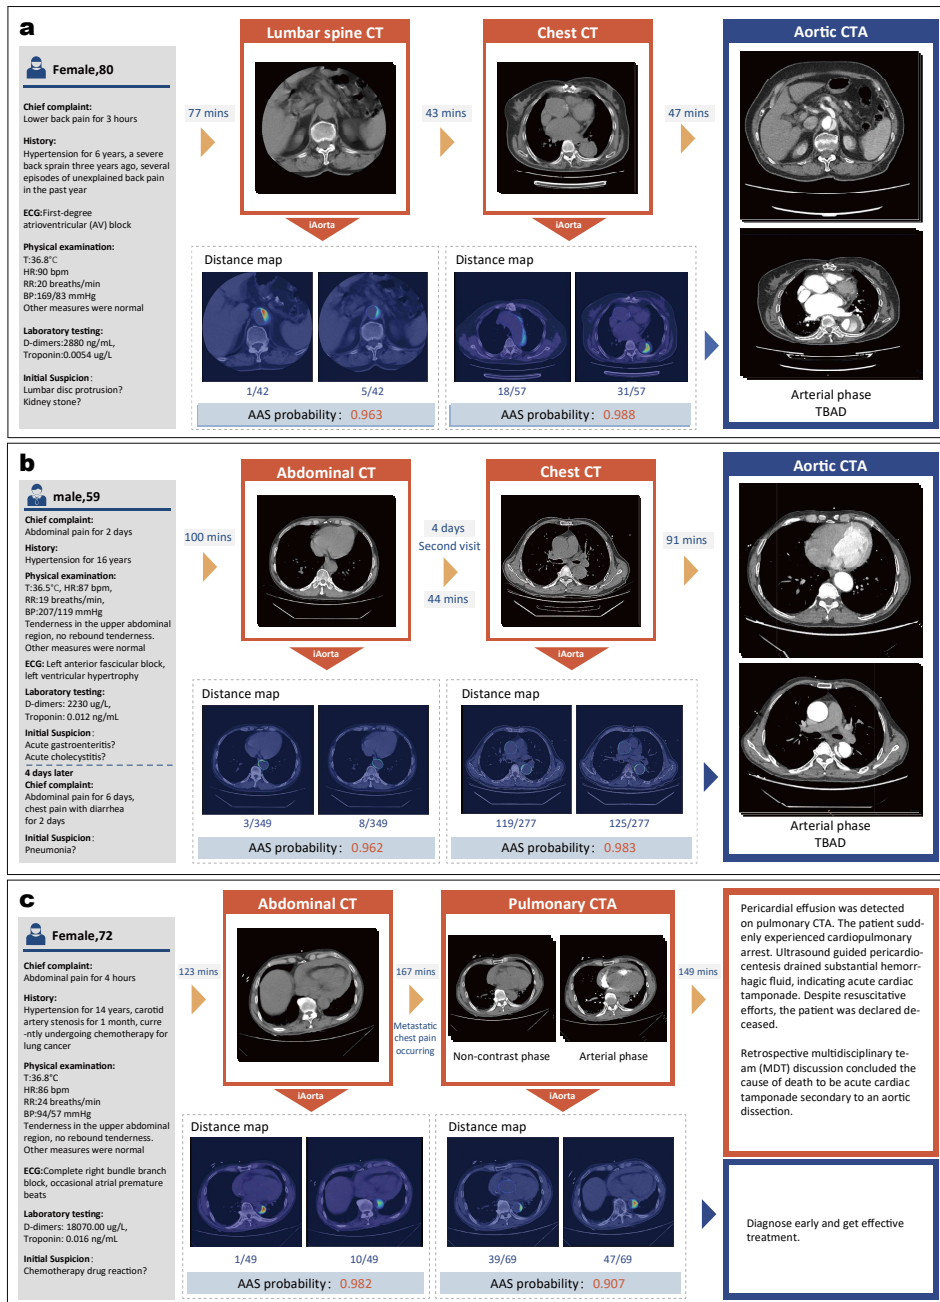 a
Female,80
Chief complaint:
Lower back pain for 3 hours
History:
Hypertension for 6 years, a severe
back sprain three years ago, several
episodes of unexplained back pain
in the past year
ECG:First-degree
atrioventricular (AV) block
Physical examination:
T:36.8℃
HR:90 bpm
RR:20 breaths/min
BP:169/83 mmHg
Other measures were normal
Laboratory testing:
D-dimers:2880 ng/mL,
Troponin:0.0054 ug/L
Initial Suspicion:
Lumbar disc protrusion?
Kidney stone?
77 mins
Lumbar spine CT
iAorta
Distance map
1/42
5/42
AAS probability: 0.963
43 mins
Chest CT
iAorta
Distance map
18/57
31/57
AAS probability: 0.988
47 mins
Aortic CTA
Arterial phase
TBAD
b
male,59
Chief complaint:
Abdominal pain for 2 days
History:
Hypertension for 16 years
Physical examination:
T:36.5℃, HR:87 bpm,
RR:19 breaths/min,
BP:207/119 mmHg
Tenderness in the upper abdominal
region, no rebound tenderness.
Other measures were normal
ECG: Left anterior fascicular block,
left ventricular hypertrophy
Laboratory testing:
D-dimers: 2230 ug/L,
Troponin: 0.012 ng/mL
Initial Suspicion:
Acute gastroenteritis?
Acute cholecystitis?
4 days later
Chief complaint:
Abdominal pain for 6 days,
chest pain with diarrhea
for 2 days
Initial Suspicion:
Pneumonia?
100 mins
Abdominal CT
iAorta
Distance map
3/349
8/349
AAS probability: 0.962
4 days
Second visit
44 mins
Chest CT
iAorta
Distance map
119/277
125/277
AAS probability: 0.983
91 mins
Aortic CTA
Arterial phase
TBAD
c
Female,72
Chief complaint:
Abdominal pain for 4 hours
History:
Hypertension for 14 years, carotid
artery stenosis for 1 month, curre
-ntly undergoing chemotherapy for
lung cancer
Physical examination:
T:36.8℃
HR:86 bpm
RR:24 breaths/min
BP:94/57 mmHg
Tenderness in the upper abdominal
region, no rebound tenderness.
Other measures were normal
ECG:Complete right bundle branch
block, occasional atrial premature
beats
Laboratory testing:
D-dimers: 18070.00 ug/L,
Troponin: 0.016 ng/mL
Initial Suspicion:
Chemotherapy drug reaction?
123 mins
Abdominal CT
iAorta
Distance map
1/49
10/49
AAS probability: 0.982
167 mins
Metastatic
chest pain
occurring
Pulmonary CTA
Non-contrast phase
Arterial phase
iAorta
Distance map
39/69
47/69
AAS probability: 0.907
149 mins
Pericardial effusion was detected
on pulmonary CTA. The patient sudd-
enly experienced cardiopulmonary
arrest. Ultrasound guided pericardio-
centesis drained substantial hemorr-
hagic fluid, indicating acute cardiac
tamponade. Despite resuscitative
efforts, the patient was declared de-
ceased.
Retrospective multidisciplinary te-
am (MDT) discussion concluded the
cause of death to be acute cardiac
tamponade secondary to an aortic
dissection.
Diagnose early and get effective
treatment.